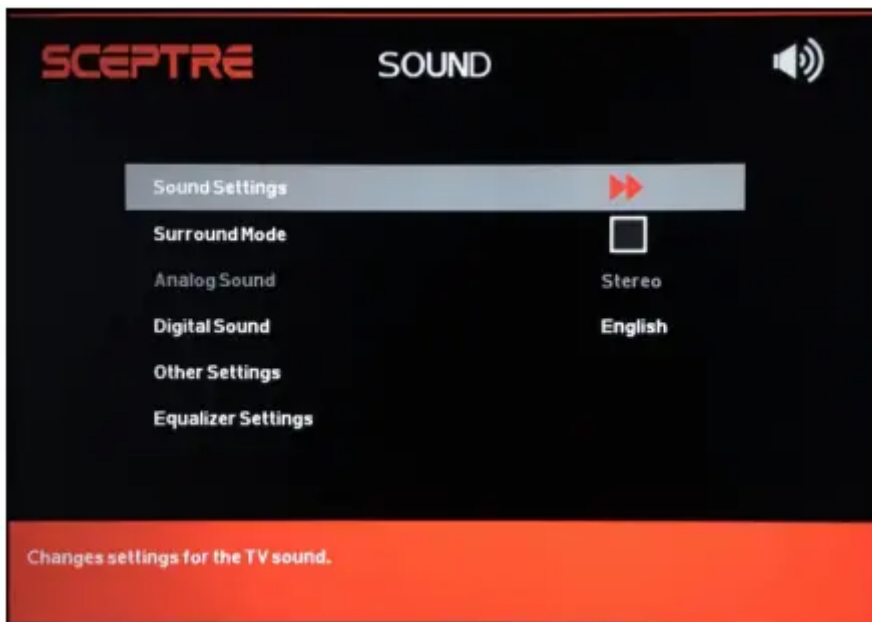 SCEPTRE SOUND
Sound Settings
Surround Mode
Analog Sound Stereo
Digital Sound English
Other Settings
Equalizer Settings
Changes settings for the TV sound.